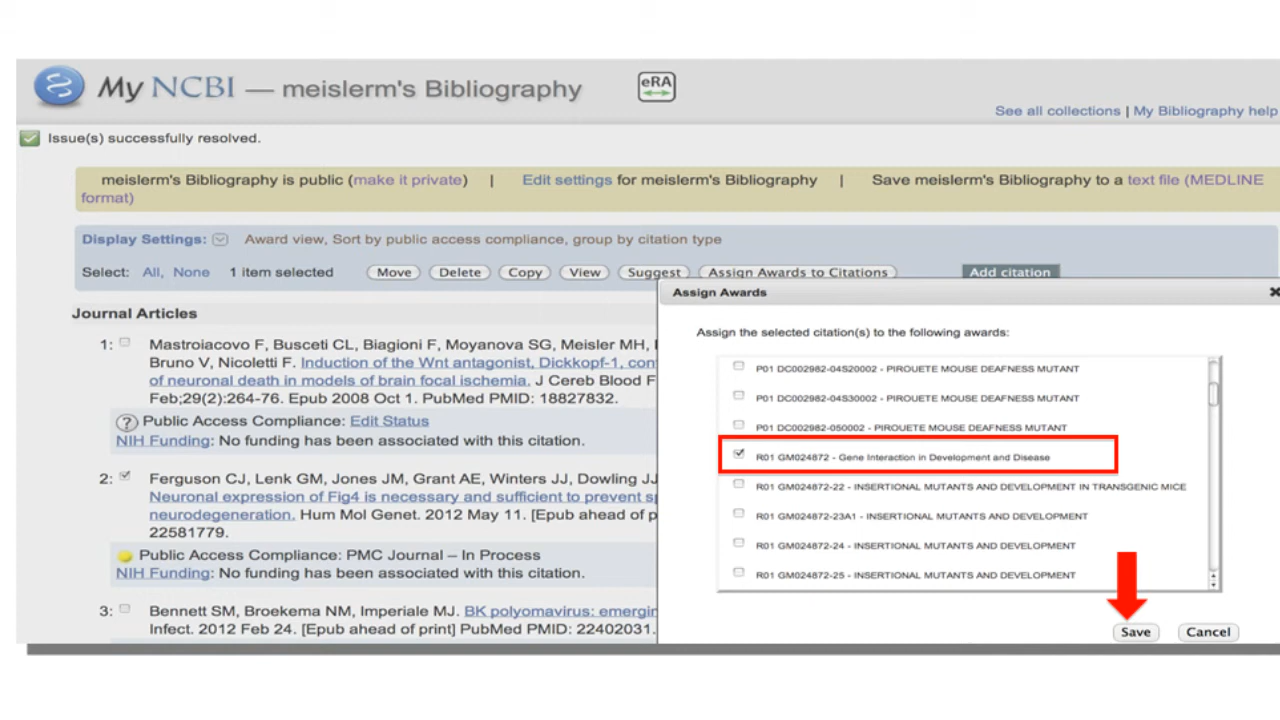 My NCBI — meislerm's Bibliography
eRA
See all collections | My Bibliography help
Issue(s) successfully resolved.
meislerm's Bibliography is public (make it private) | Edit settings for meislerm's Bibliography | Save meislerm's Bibliography to a text file (MEDLINE
format)
Display Settings: Award view, Sort by public access compliance, group by citation type
Select: All, None 1 item selected Move Delete Copy View Suggest Assign Awards to Citations Add citation
Journal Articles
1: Mastroiacovo F, Busceti CL, Biagioni F, Moyanova SG, Meisler MH,
Bruno V, Nicoletti F. Induction of the Wnt antagonist, Dickkopf-1, con
of neuronal death in models of brain focal ischemia. J Cereb Blood F
Feb;29(2):264-76. Epub 2008 Oct 1. PubMed PMID: 18827832.
? Public Access Compliance: Edit Status
NIH Funding: No funding has been associated with this citation.
2: Ferguson CJ, Lenk GM, Jones JM, Grant AE, Winters JJ, Dowling JJ
Neuronal expression of Fig4 is necessary and sufficient to prevent s
neurodegeneration. Hum Mol Genet. 2012 May 11. [Epub ahead of p
22581779.
Public Access Compliance: PMC Journal – In Process
NIH Funding: No funding has been associated with this citation.
3: Bennett SM, Broekema NM, Imperiale MJ. BK polyomavirus: emergin
Infect. 2012 Feb 24. [Epub ahead of print] PubMed PMID: 22402031.
Assign Awards
Assign the selected citation(s) to the following awards:
P01 DC002982-04S20002 - PIROUETE MOUSE DEAFNESS MUTANT
P01 DC002982-04S30002 - PIROUETE MOUSE DEAFNESS MUTANT
P01 DC002982-050002 - PIROUETE MOUSE DEAFNESS MUTANT
R01 GM024872 - Gene Interaction in Development and Disease
R01 GM024872-22 - INSERTIONAL MUTANTS AND DEVELOPMENT IN TRANSGENIC MICE
R01 GM024872-23A1 - INSERTIONAL MUTANTS AND DEVELOPMENT
R01 GM024872-24 - INSERTIONAL MUTANTS AND DEVELOPMENT
R01 GM024872-25 - INSERTIONAL MUTANTS AND DEVELOPMENT
Save Cancel